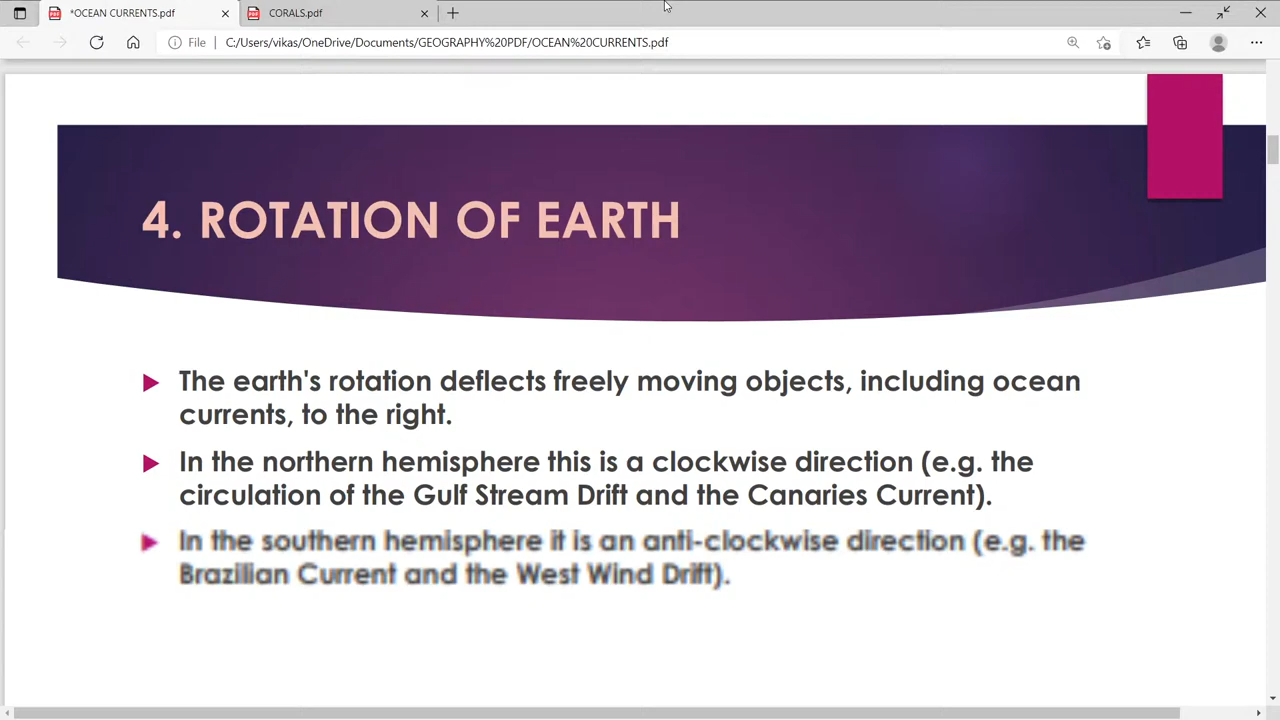 *OCEAN CURRENTS.pdf
CORALS.pdf
File C:/Users/vikas/OneDrive/Documents/GEOGRAPHY%20PDF/OCEAN%20CURRENTS.pdf
4. ROTATION OF EARTH
The earth's rotation deflects freely moving objects, including ocean
currents, to the right.
In the northern hemisphere this is a clockwise direction (e.g. the
circulation of the Gulf Stream Drift and the Canaries Current).
In the southern hemisphere it is an anti-clockwise direction (e.g. the
Brazilian Current and the West Wind Drift).